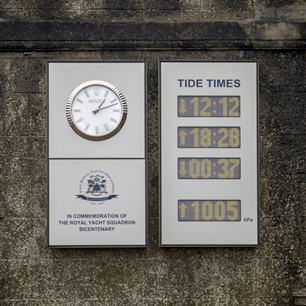 ROLEX
IN COMMEMORATION OF
THE ROYAL YACHT SQUADRON
BICENTENARY
TIDE TIMES
↓12:12
↑18:28
↓00:37
↑1005 hPa